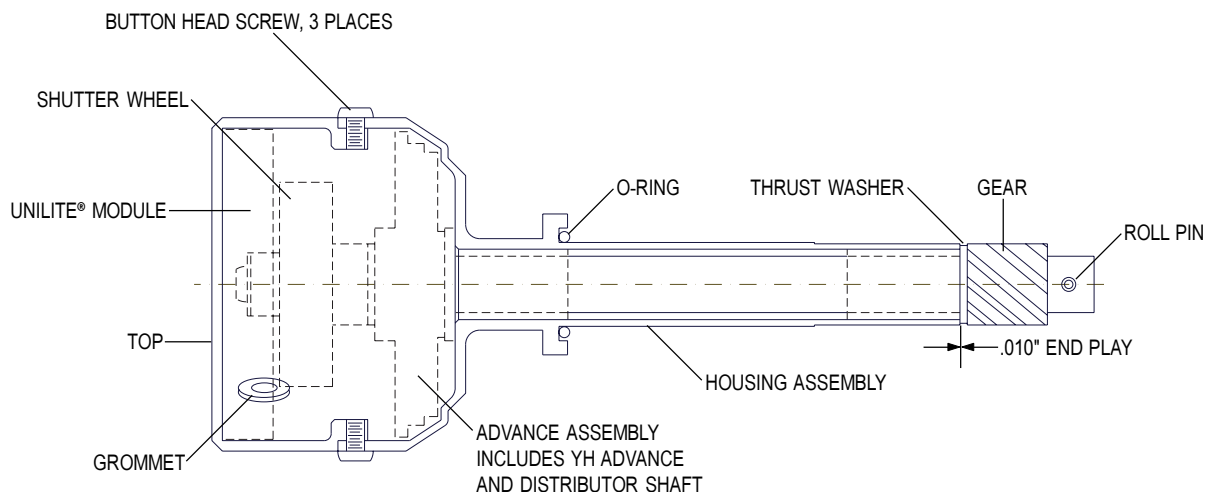 BUTTON HEAD SCREW, 3 PLACES
SHUTTER WHEEL
UNILITE® MODULE
TOP
GROMMET
O-RING
THRUST WASHER
GEAR
ROLL PIN
.010" END PLAY
HOUSING ASSEMBLY
ADVANCE ASSEMBLY
INCLUDES YH ADVANCE
AND DISTRIBUTOR SHAFT